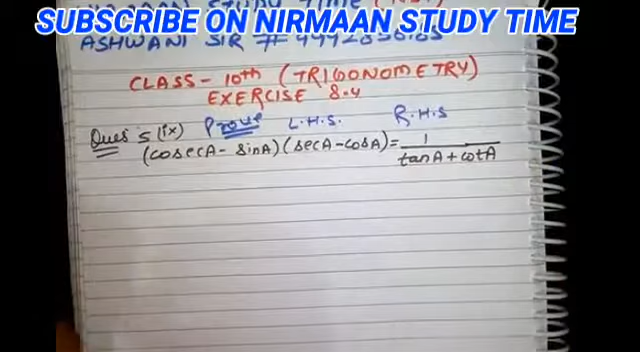 SUBSCRIBE ON NIRMAAN STUDY TIME
ASHWANI SIR
CLASS - 10th (TRIGONOMETRY)
EXERCISE 8.4
Ques 5 (ix) Prove L.H.S. R.H.S
(cosecA - sinA) (secA - cosA) = 1 / tanA + cotA